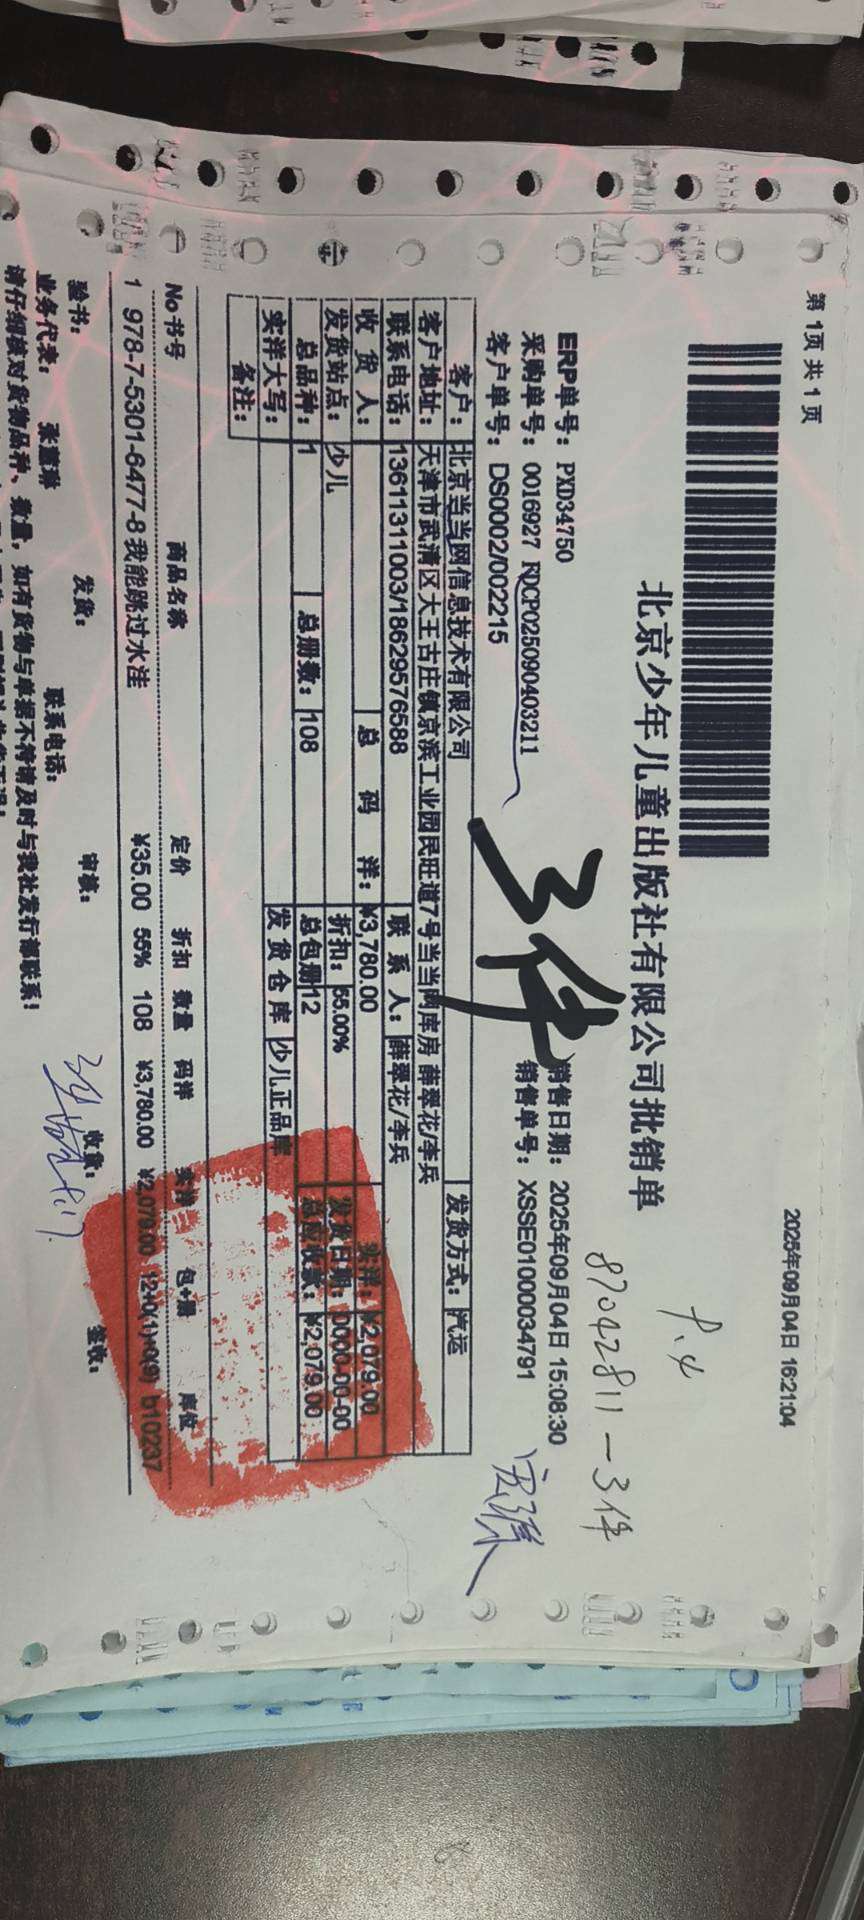 第 1页 共 1 页
2025年09月04日 16:21:04
北京少年儿童出版社有限公司批销单
P.4
87042811-3件
3件
ERP单号: PXD34750
销售日期: 2025年09月04日 15:08:30
采购单号: 0016927 RDCP025090403211
销售单号: XSSE01000034791
客户单号: DS0002/002215
客户: 北京当当网信息技术有限公司 发货方式: 汽运
客户地址: 天津市武清区大王古庄镇京滨工业园民旺道7号当当网库房 薛翠花/李兵
联系电话: 13611311003/18629576588 联系人: 薛翠花/李兵
收货人: 总码洋: ¥3,780.00 实洋: ¥2,079.00
发货站点: 少儿 折扣: 55.00% 发货日期: 0000-00-00
总品种: 1 总册数: 108 总包册 12 总应收款: ¥2,079.00
实洋大写: 发货仓库 少儿正品库
备注:
No 书号 商品名称 定价 折扣 数量 码洋 实洋 包+册 库位
1 978-7-5301-6477-8 我能跳过水洼 ¥35.00 55% 108 ¥3,780.00 ¥2,079.00 12+0(1)+0(9) b102237
验书: 发货: 审核: 收货: 签收:
业务代表: 联系电话:
请仔细核对货物品种、数量, 如有货物与单据不符请及时与我社发行部联系!